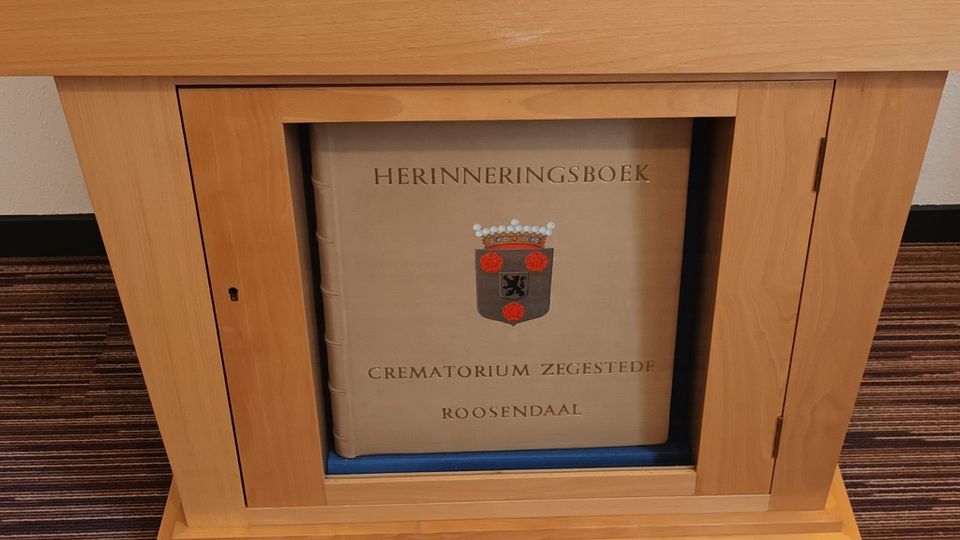 HERINNERINGSBOEK
CREMATORIUM ZEGESTEDE
ROOSENDAAL